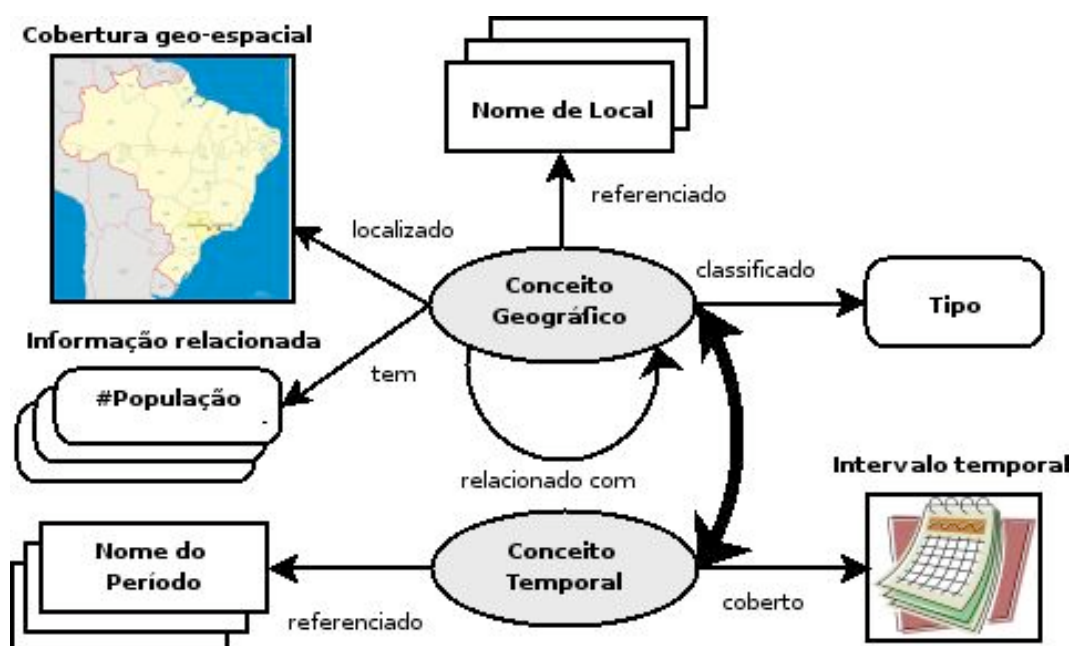 Cobertura geo-espacial
Nome de Local
referenciado
localizado
Conceito
Geográfico
classificado
Tipo
Informação relacionada
#População
tem
relacionado com
Intervalo temporal
Nome do
Período
referenciado
Conceito
Temporal
coberto